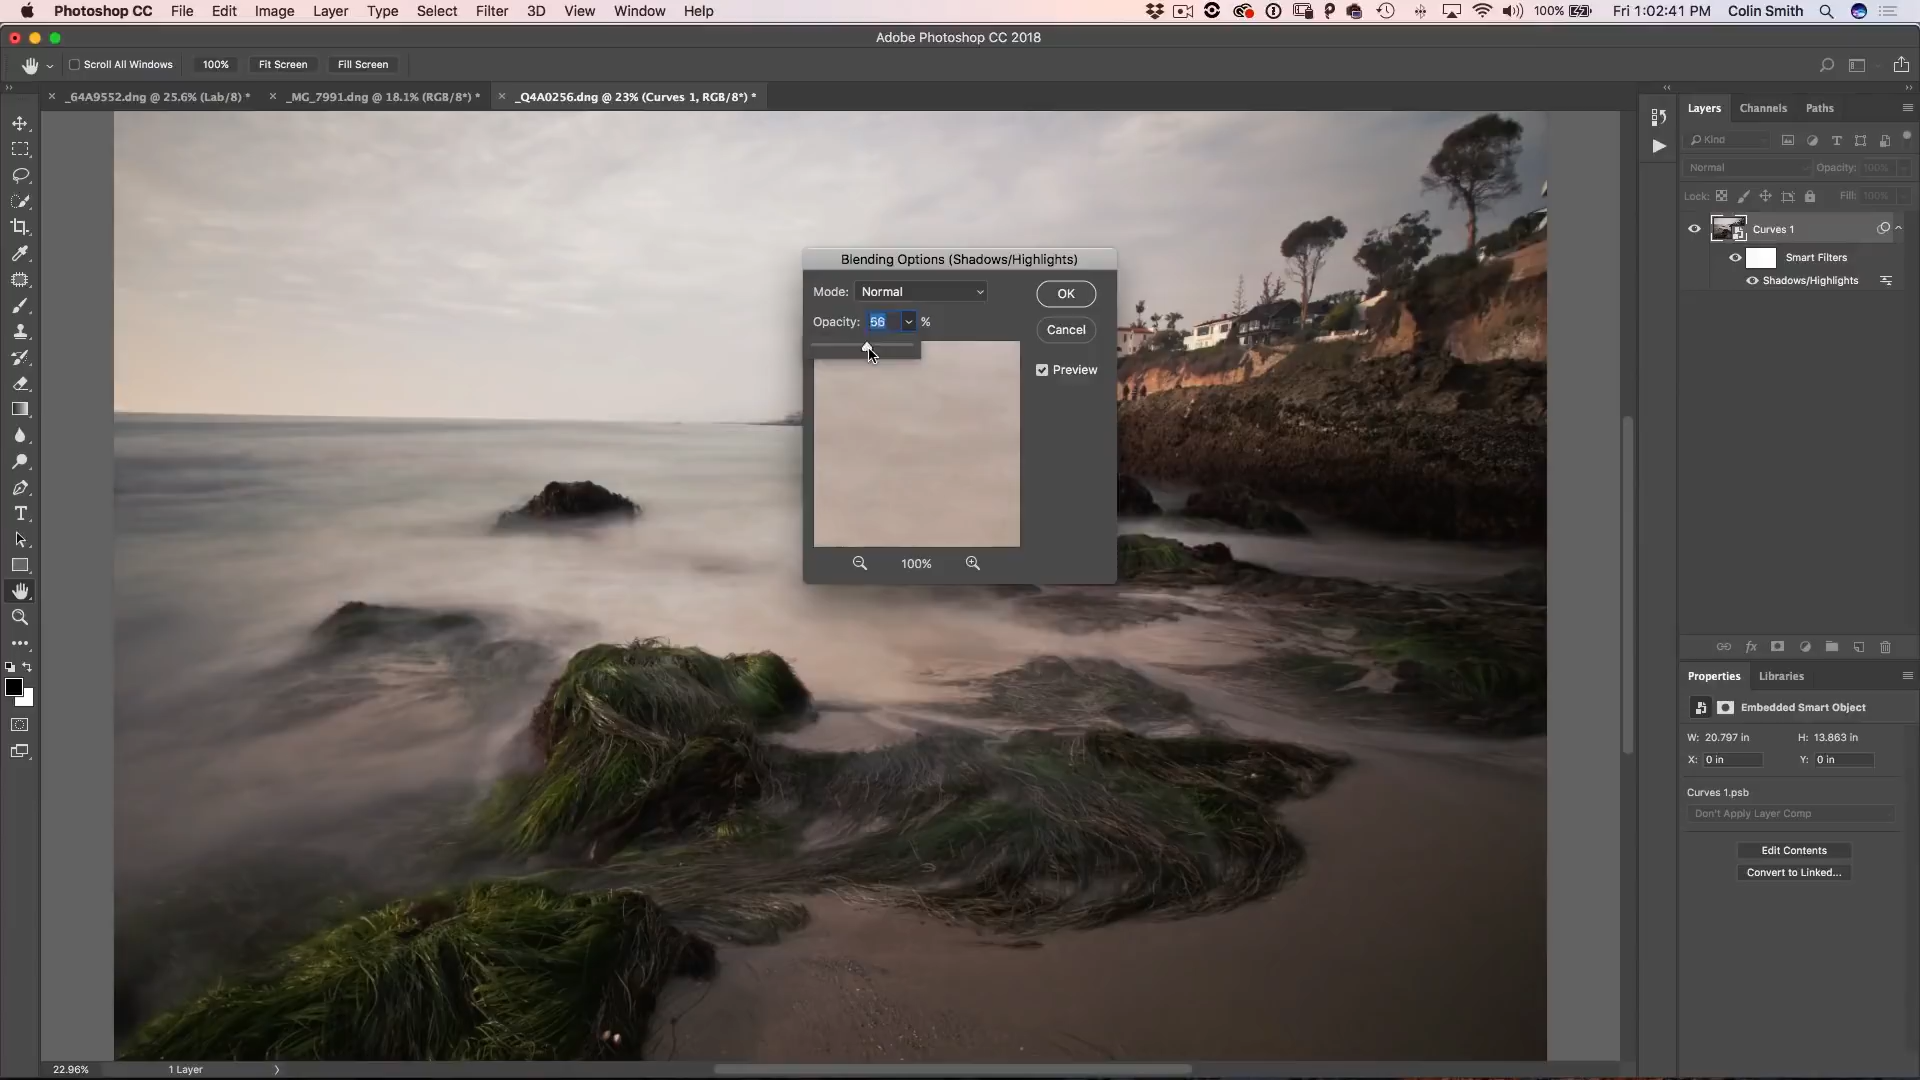 Photoshop CC File Edit Image Layer Type Select Filter 3D View Window Help 100% Fri 1:02:41 PM Colin Smith
Adobe Photoshop CC 2018
Scroll All Windows 100% Fit Screen Fill Screen
_64A9552.dng @ 25.6% (Lab/8) * _MG_7991.dng @ 18.1% (RGB/8*) * _Q4A0256.dng @ 23% (Curves 1, RGB/8*) *
Layers Channels Paths
Kind
Normal Opacity: 100%
Lock: Fill: 100%
Curves 1
Smart Filters
Shadows/Highlights
Blending Options (Shadows/Highlights)
Mode: Normal OK
Opacity: 56 %
Cancel
Preview
100%
Properties Libraries
Embedded Smart Object
W: 20.797 in H: 13.863 in
X: 0 in Y: 0 in
Curves 1.psb
Don't Apply Layer Comp
Edit Contents
Convert to Linked...
22.96% 1 Layer